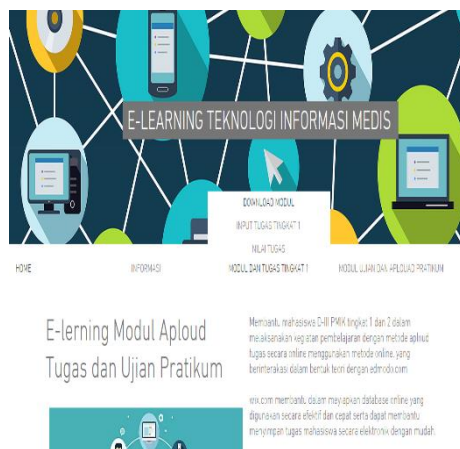 E-LEARNING TEKNOLOGI INFORMASI MEDIS
DOWNLOAD MODUL
INPUT TUGAS TINGKAT 1
NILAI TUGAS
HOME
INFORMASI
MODUL DAN TUGAS TINGKAT 1
MODUL UJIAN DAN APLOUAD PRATIKUM
E-lerning Modul Aploud
Tugas dan Ujian Pratikum
Membantu mahasiswa D-III PMIK tingkat 1 dan 2 dalam
melaksanakan kegiatan pembelajaran dengan metode aploud
tugas secara online menggunakan metode online, yang
berinteraksi dalam bentuk teori dengan edmodo.com
wix.com membantu dalam menyiapkan database online yang
digunakan secara efektif dan cepat serta dapat membantu
menyimpan tugas mahasiswa secara elektronik dengan mudah